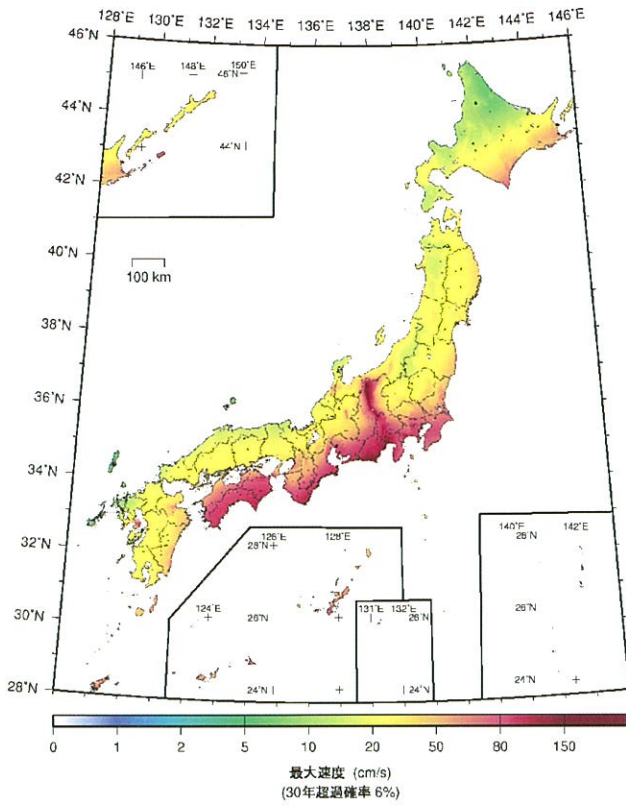 128°E 130°E 132°E 134°E 136°E 138°E 140°E 142°E 144°E 146°E
46°N
146°E 148°E 150°E
46°N
44°N
44°N
42°N
40°N
100 km
38°N
36°N
34°N
32°N
126°E 128°E
28°N
140°E 142°E
28°N
124°E
26°N
131°E 132°E
26°N
26°N
30°N
24°N
24°N
24°N
28°N
0 1 2 5 10 20 50 80 150
最大速度 (cm/s)
(30年超過確率 6%)